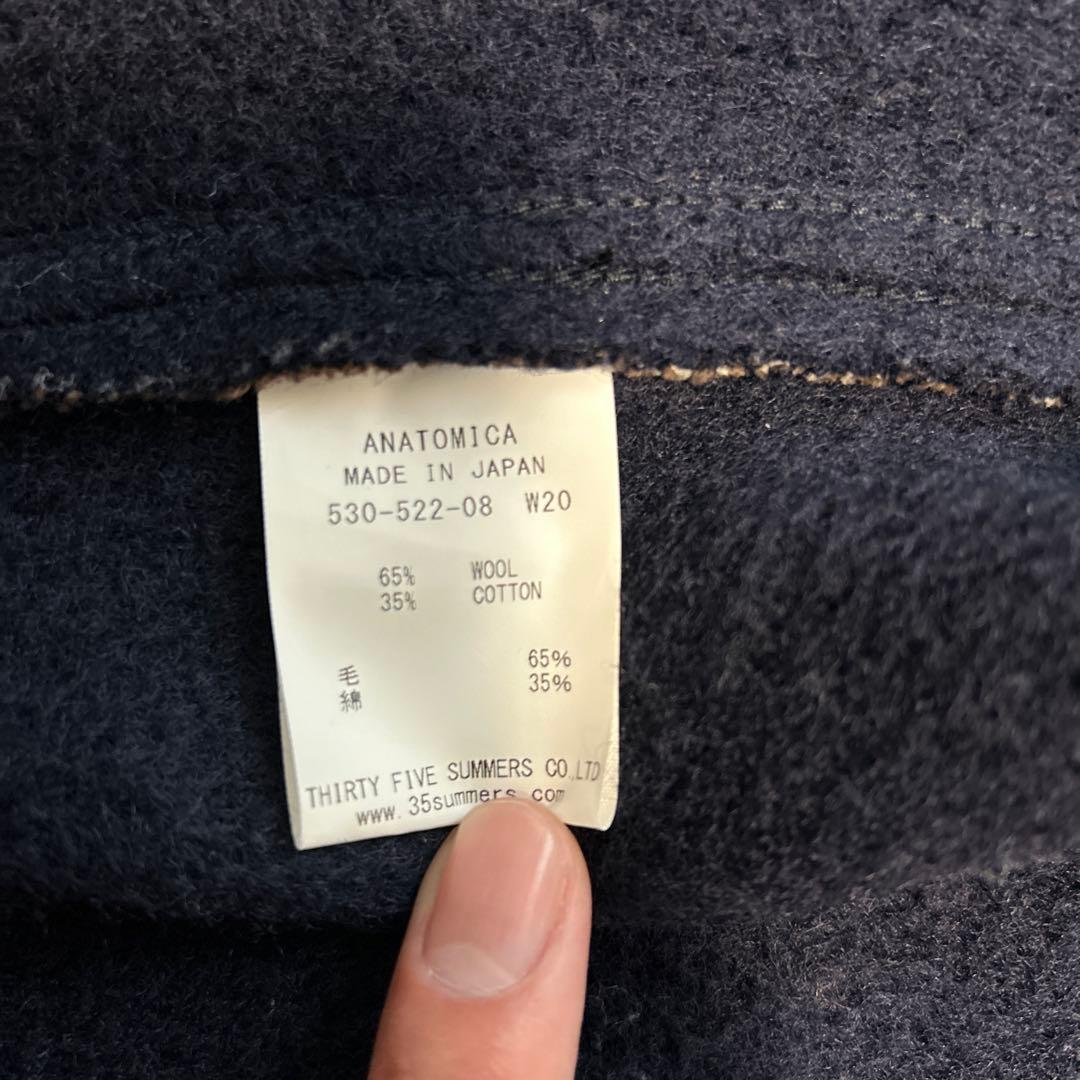 ANATOMICA
MADE IN JAPAN
530-522-08 W20
65% WOOL
35% COTTON
毛 65%
綿 35%
THIRTY FIVE SUMMERS CO.,LTD
www.35summers.com